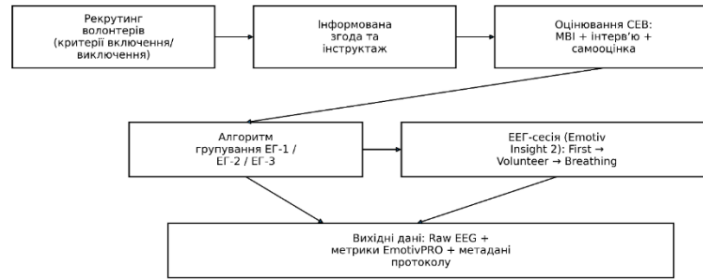 Рекрутинг
волонтерів
(критерії включення/
виключення)
Інформована
згода та
інструктаж
Оцінювання СЕВ:
MBI + інтерв’ю +
самооцінка
Алгоритм
групування ЕГ-1 /
ЕГ-2 / ЕГ-3
ЕЕГ-сесія (Emotiv
Insight 2): First →
Volunteer → Breathing
Вихідні дані: Raw EEG +
метрики EmotivPRO + метадані
протоколу